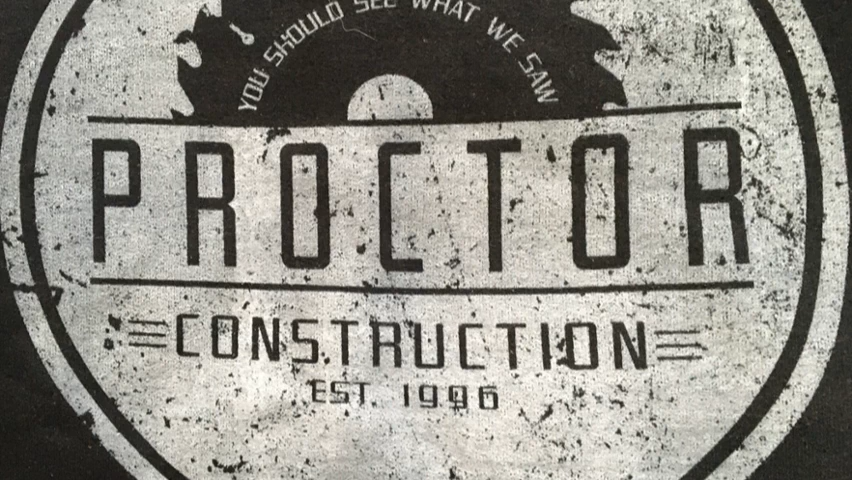 YOU SHOULD SEE WHAT WE SAW
PROCTOR
CONSTRUCTION
EST. 1996